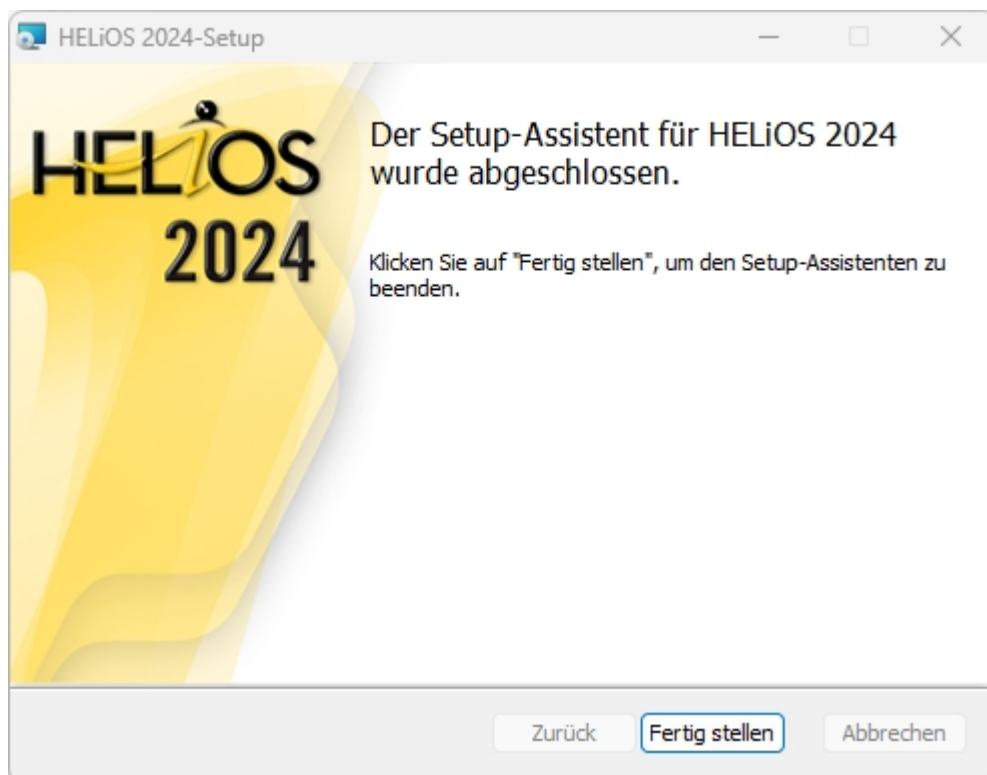 HELiOS 2024-Setup
HELiOS
2024
Der Setup-Assistent für HELiOS 2024
wurde abgeschlossen.
Klicken Sie auf "Fertig stellen", um den Setup-Assistenten zu
beenden.
Zurück Fertig stellen Abbrechen